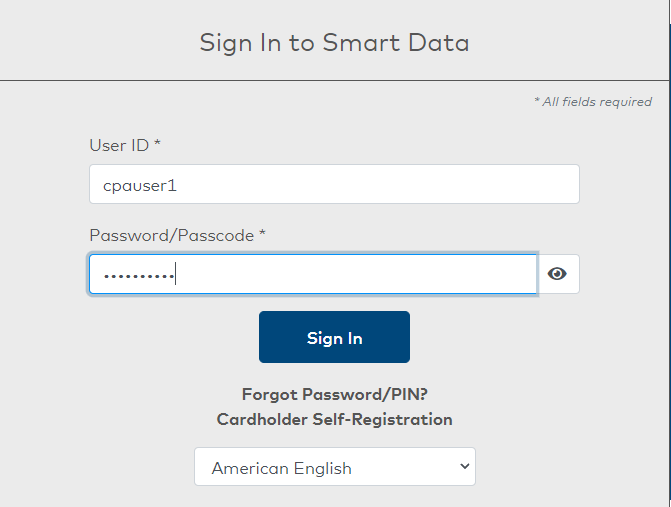 Sign In to Smart Data
* All fields required
User ID *
cpauser1
Password/Passcode *
••••••••••
Sign In
Forgot Password/PIN?
Cardholder Self-Registration
American English